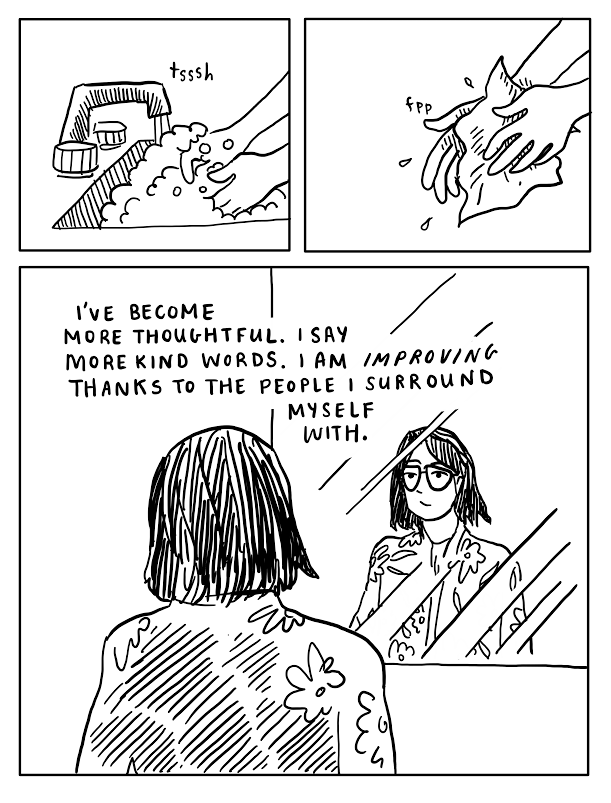 tsssh
fpp
I'VE BECOME
MORE THOUGHTFUL. I SAY
MORE KIND WORDS. I AM IMPROVING
THANKS TO THE PEOPLE I SURROUND
MYSELF
WITH.